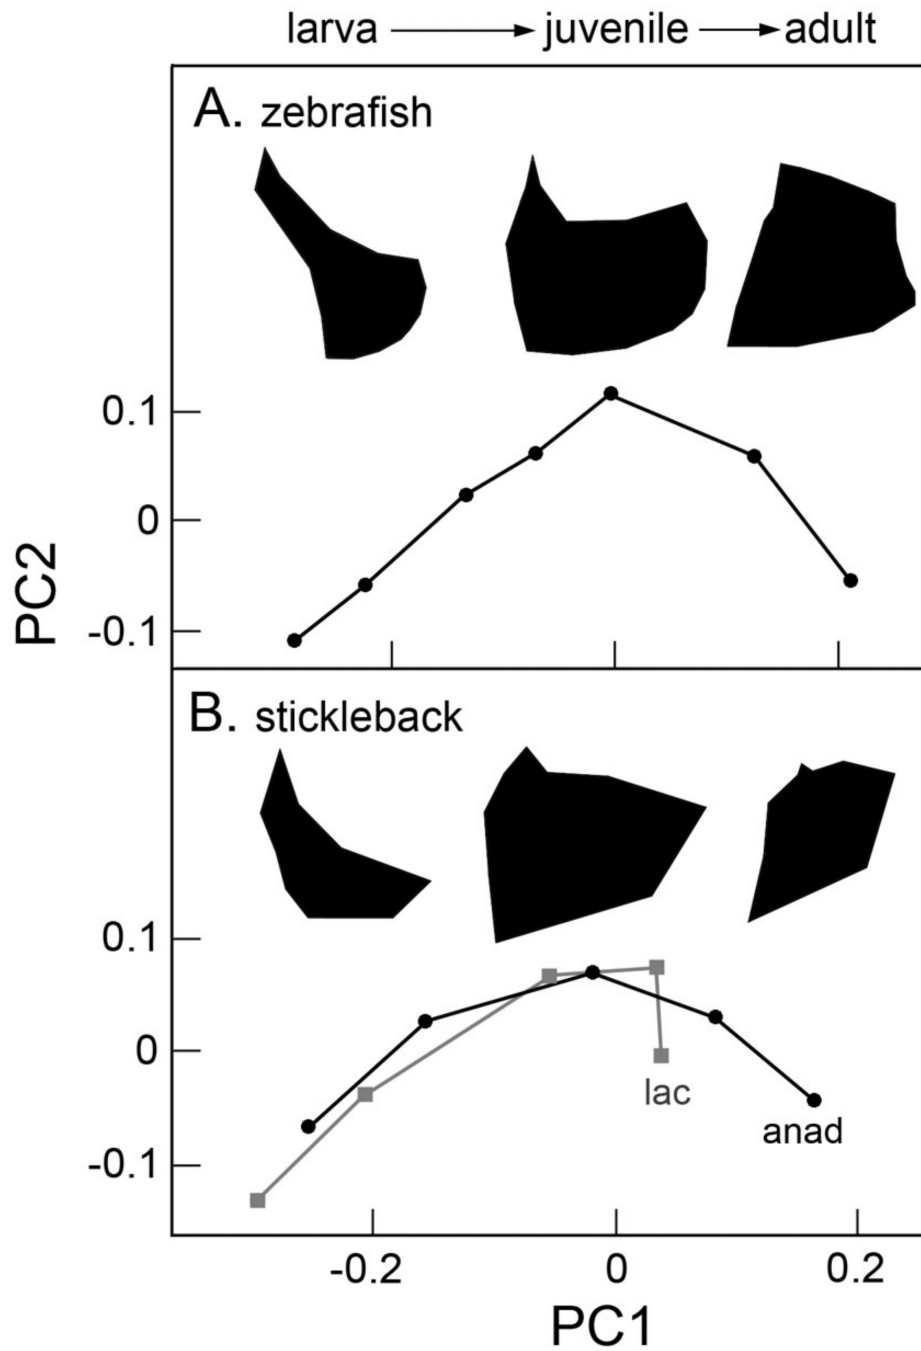 larva juvenile adult
A. zebrafish
0.1
0
-0.1
PC2
B. stickleback
0.1
0
-0.1
lac
anad
-0.2 0 0.2
PC1